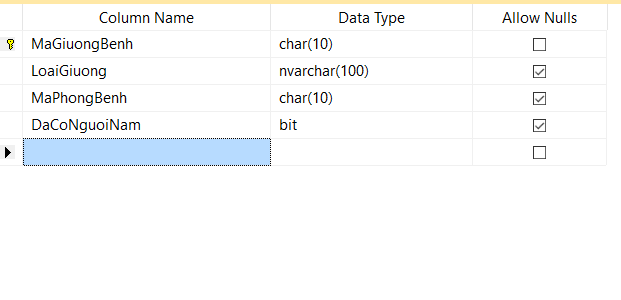 Column Name Data Type Allow Nulls
MaGiuongBenh char(10)
LoaiGiuong nvarchar(100)
MaPhongBenh char(10)
DaCoNguoiNam bit